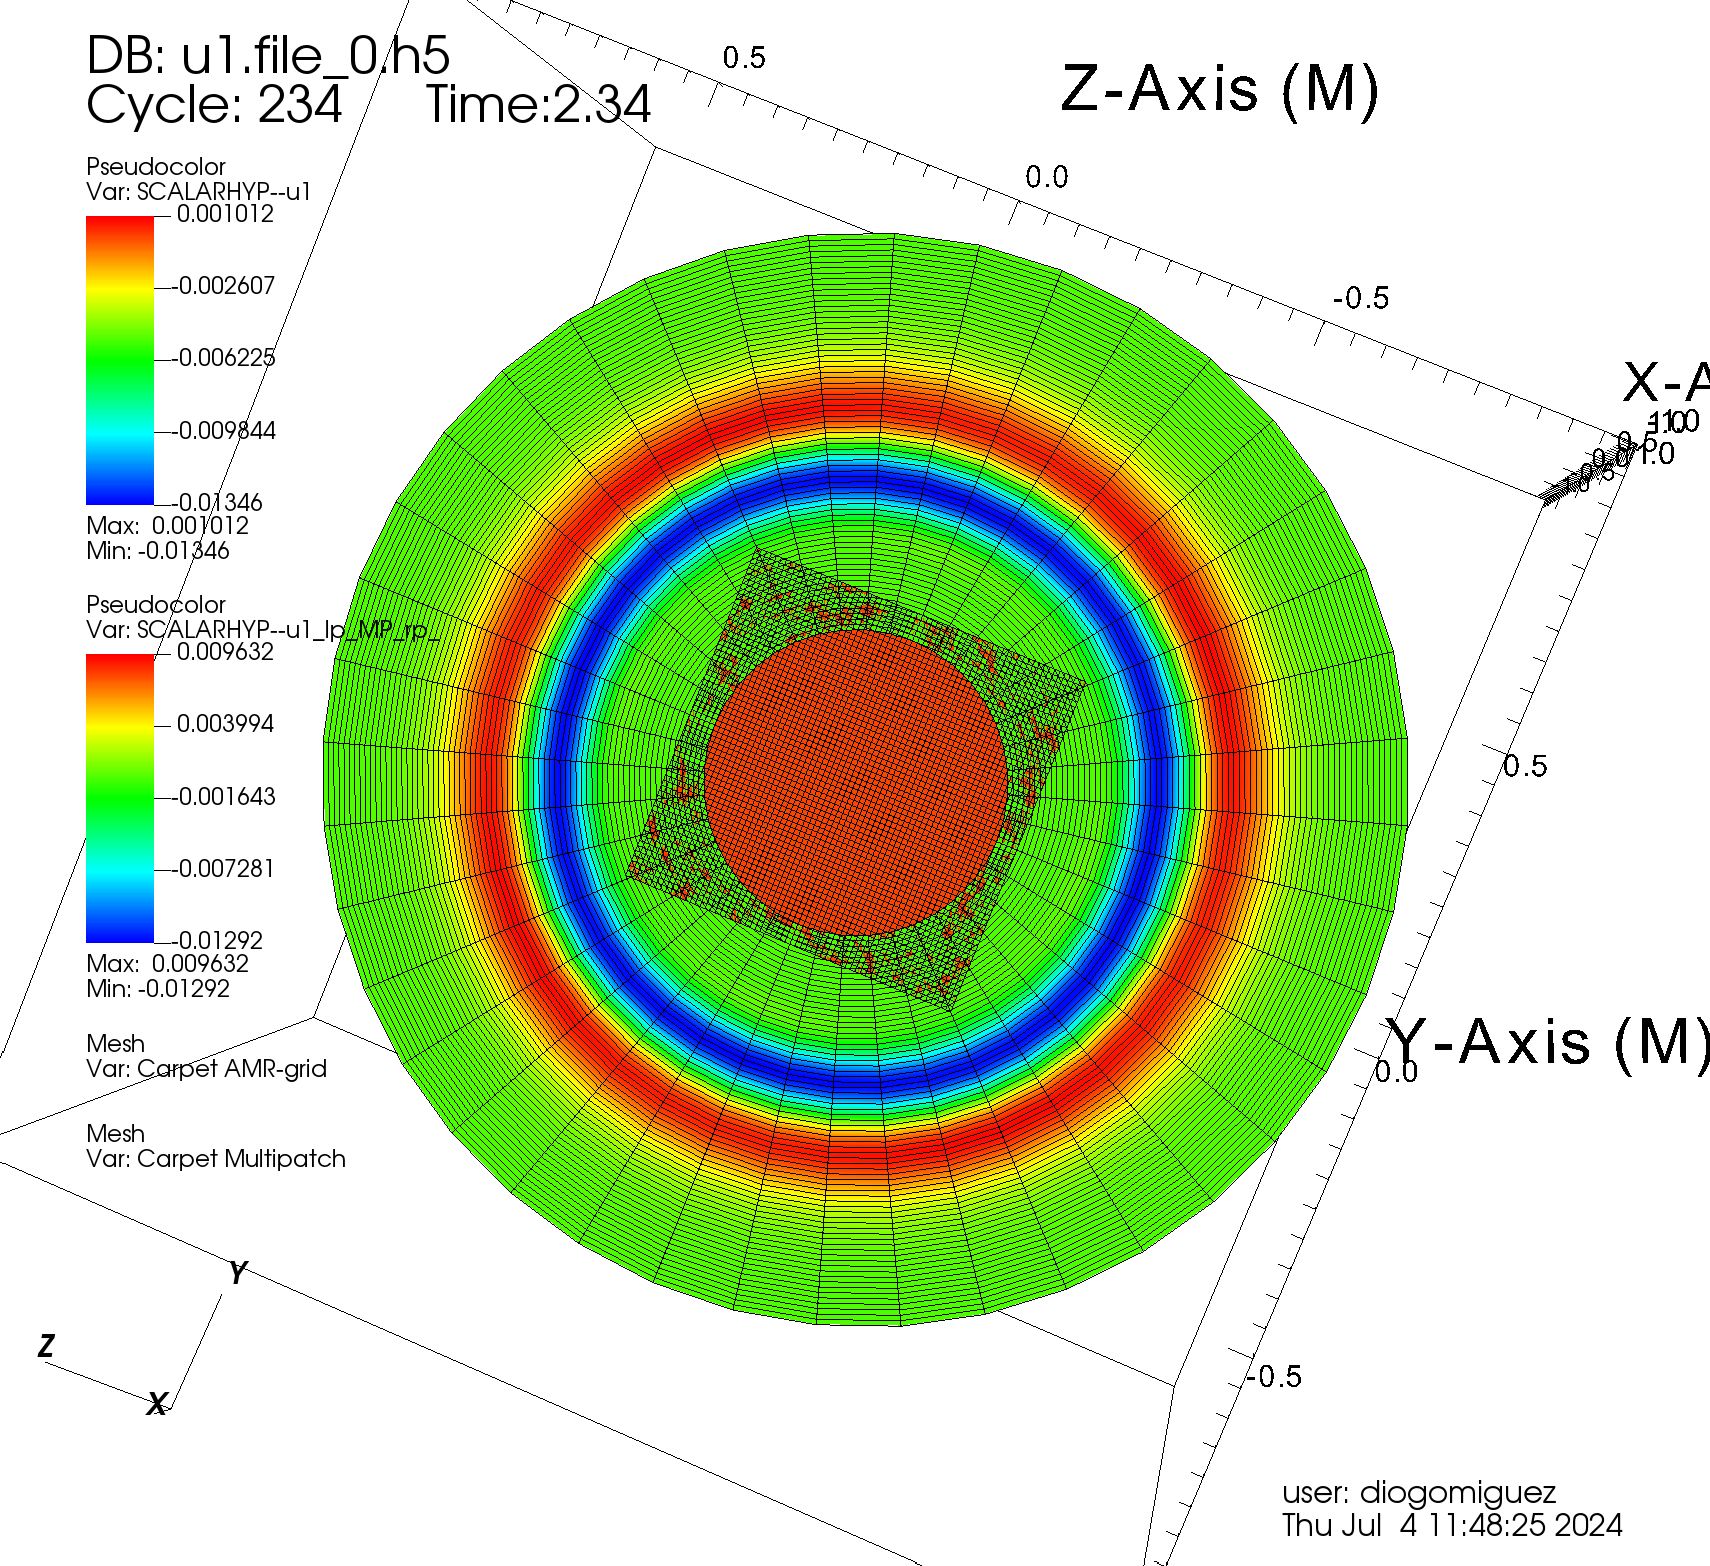 DB: u1.file_0.h5
Cycle: 234 Time:2.34
Pseudocolor
Var: SCALARHYP--u1
0.001012
-0.002607
-0.006225
-0.009844
-0.01346
Max: 0.001012
Min: -0.01346
Pseudocolor
Var: SCALARHYP--u1_lp_MP_rp_
0.009632
0.003994
-0.001643
-0.007281
-0.01292
Max: 0.009632
Min: -0.01292
Mesh
Var: Carpet AMR-grid
Mesh
Var: Carpet Multipatch
Z-Axis (M)
0.5
0.0
-0.5
X-A
Y-Axis (M)
0.5
0.0
-0.5
Y
Z
X
user: diogomiguez
Thu Jul 4 11:48:25 2024